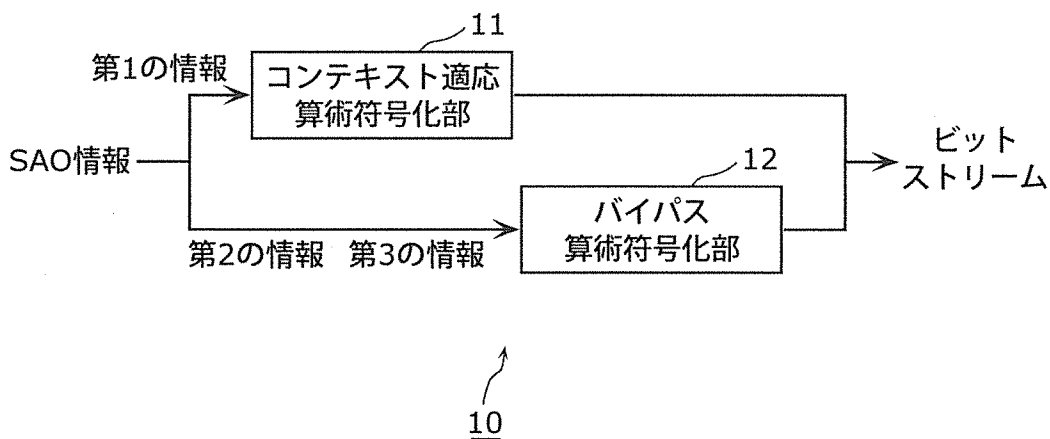 11
第1の情報
コンテキスト適応
算術符号化部
SAO情報
ビット
ストリーム
12
バイパス
算術符号化部
第2の情報 第3の情報
10